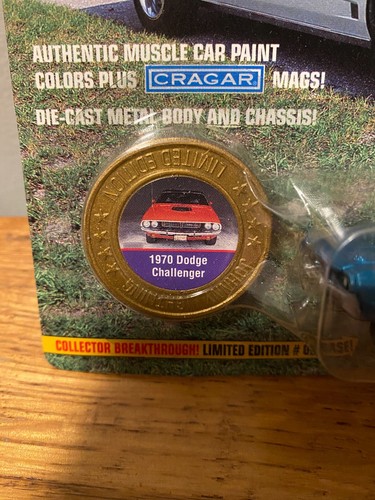 AUTHENTIC MUSCLE CAR PAINT
COLORS PLUS CRAGAR MAGS!
DIE-CAST METAL BODY AND CHASSIS!
LIMITED EDITION
1970 Dodge
Challenger
COLLECTOR BREAKTHROUGH! LIMITED EDITION #